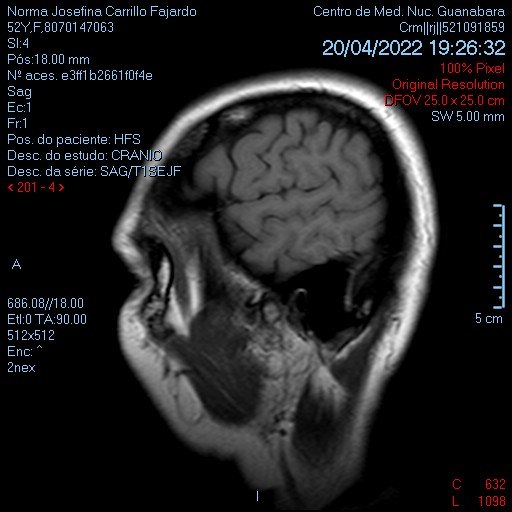 Norma Josefina Carrillo Fajardo
52Y,F,8070147063
Sl:4
Pós:18.00 mm
Nº aces. e3ff1b2661f0f4e
Sag
Ec:1
Fr:1
Pos. do paciente: HFS
Desc. do estudo: CRANIO
Desc. da série: SAG/T1SEJF
< 201 - 4 >
Centro de Med. Nuc. Guanabara
Crm||rj||521091859
20/04/2022 19:26:32
100% Pixel
Original Resolution
DFOV 25.0 x 25.0 cm
SW 5.00 mm
A
5 cm
686.08//18.00
Etl:0 TA:90.00
512x512
Enc: ^
2nex
I
C 632
L 1098